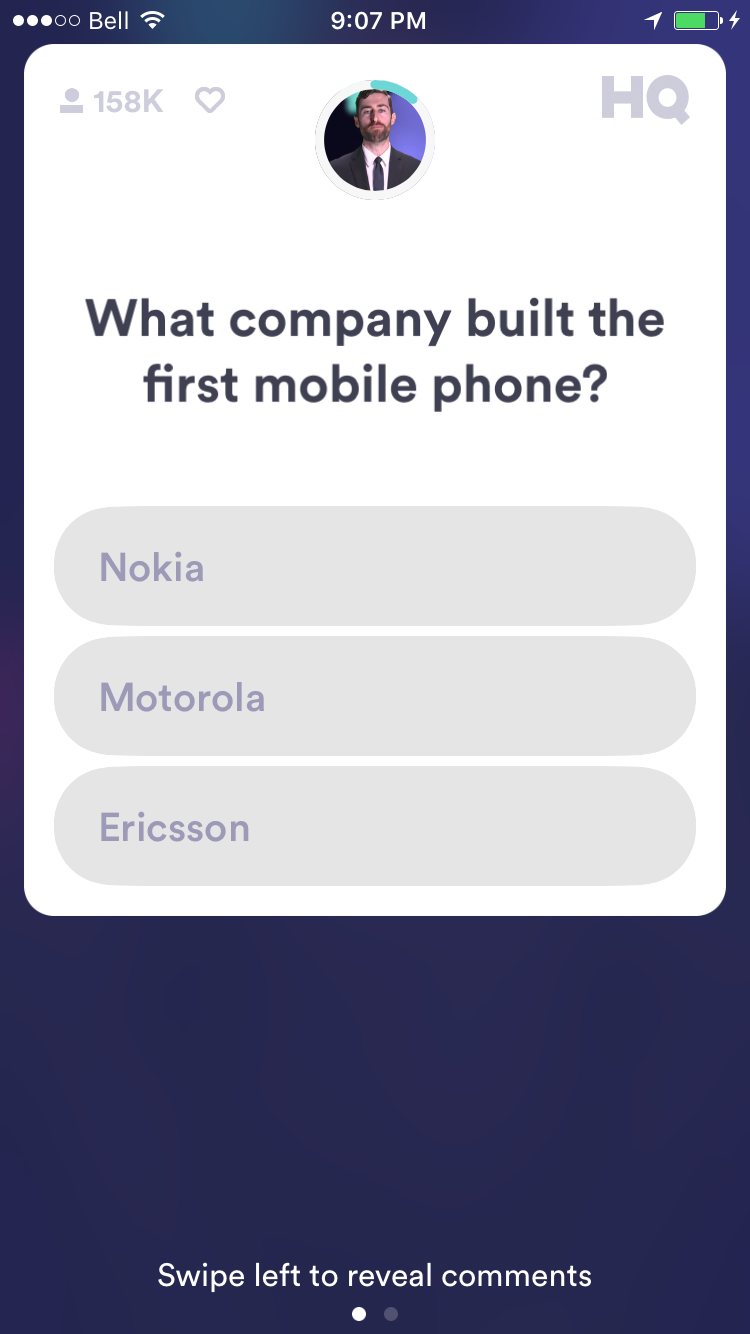 Bell 9:07 PM
158K HQ
What company built the
first mobile phone?
Nokia
Motorola
Ericsson
Swipe left to reveal comments